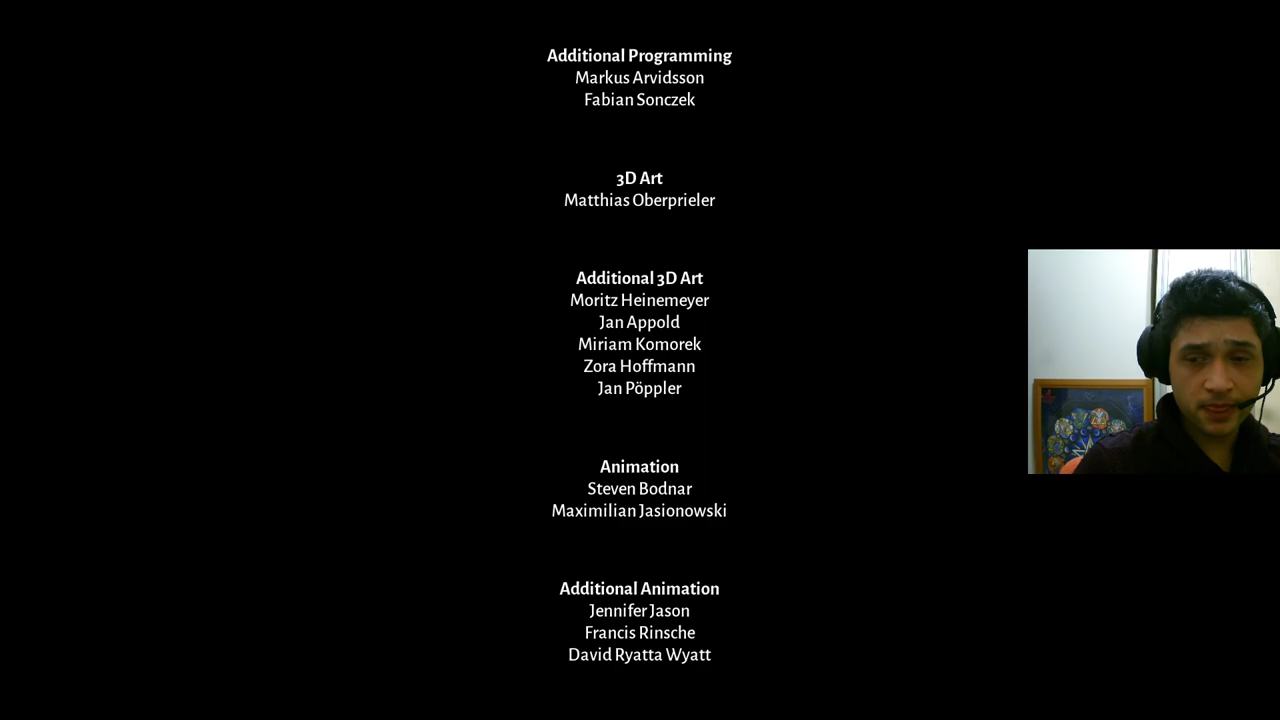 Additional Programming
Markus Arvidsson
Fabian Sonczek
3D Art
Matthias Oberprieler
Additional 3D Art
Moritz Heinemeyer
Jan Appold
Miriam Komorek
Zora Hoffmann
Jan Pöppler
Animation
Steven Bodnar
Maximilian Jasionowski
Additional Animation
Jennifer Jason
Francis Rinsche
David Ryatta Wyatt